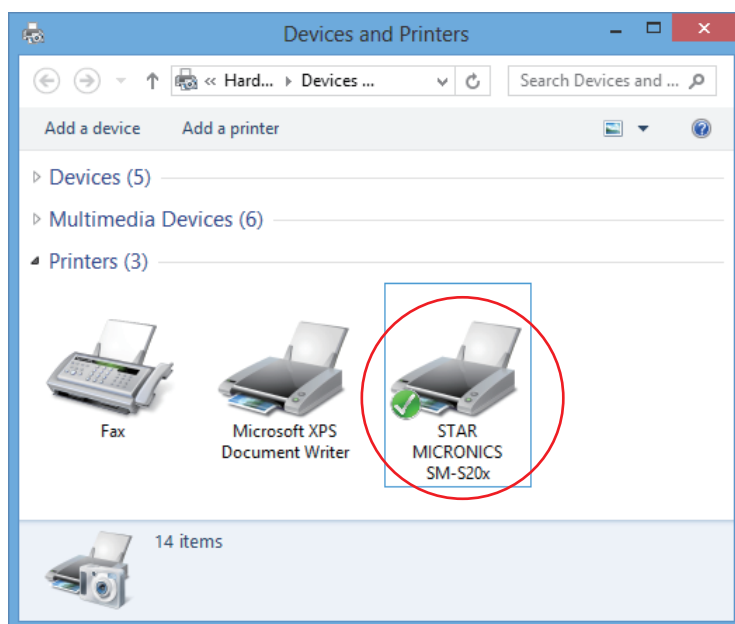 Devices and Printers
« Hard... Devices ...
Search Devices and ...
Add a device Add a printer
Devices (5)
Multimedia Devices (6)
Printers (3)
Fax
Microsoft XPS
Document Writer
STAR
MICRONICS
SM-S20x
14 items